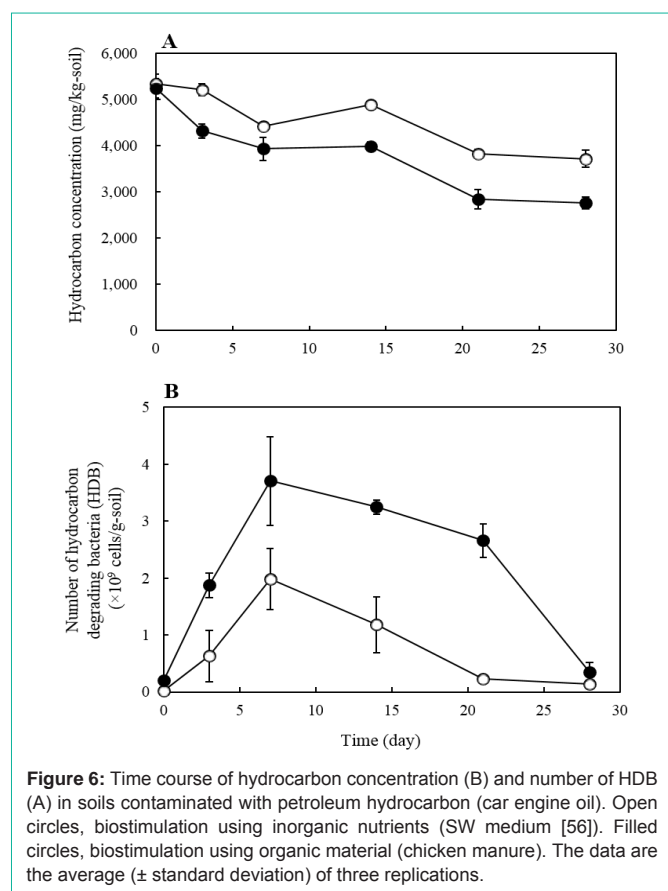 A
6,000
5,000
4,000
3,000
2,000
1,000
0
Hydrocarbon concentration (mg/kg-soil)
0 5 10 15 20 25 30
B
5
4
3
2
1
0
Number of hydrocarbon
degrading bacteria (HDB)
(×10⁹ cells/g-soil)
0 5 10 15 20 25 30
Time (day)
Figure 6: Time course of hydrocarbon concentration (B) and number of HDB
(A) in soils contaminated with petroleum hydrocarbon (car engine oil). Open
circles, biostimulation using inorganic nutrients (SW medium [56]). Filled
circles, biostimulation using organic material (chicken manure). The data are
the average (± standard deviation) of three replications.